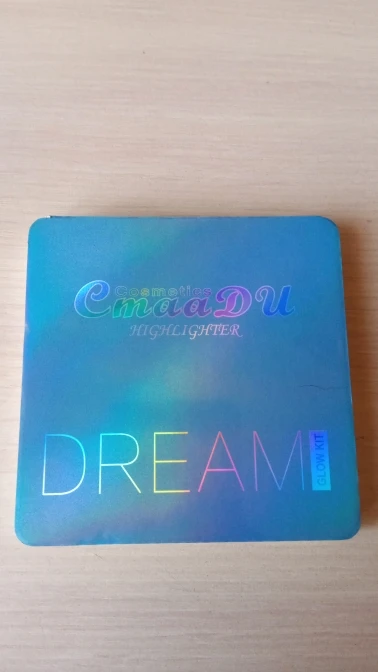 Cosmetics
CmaaDU
HIGHLIGHTER
DREAM
GLOW KIT